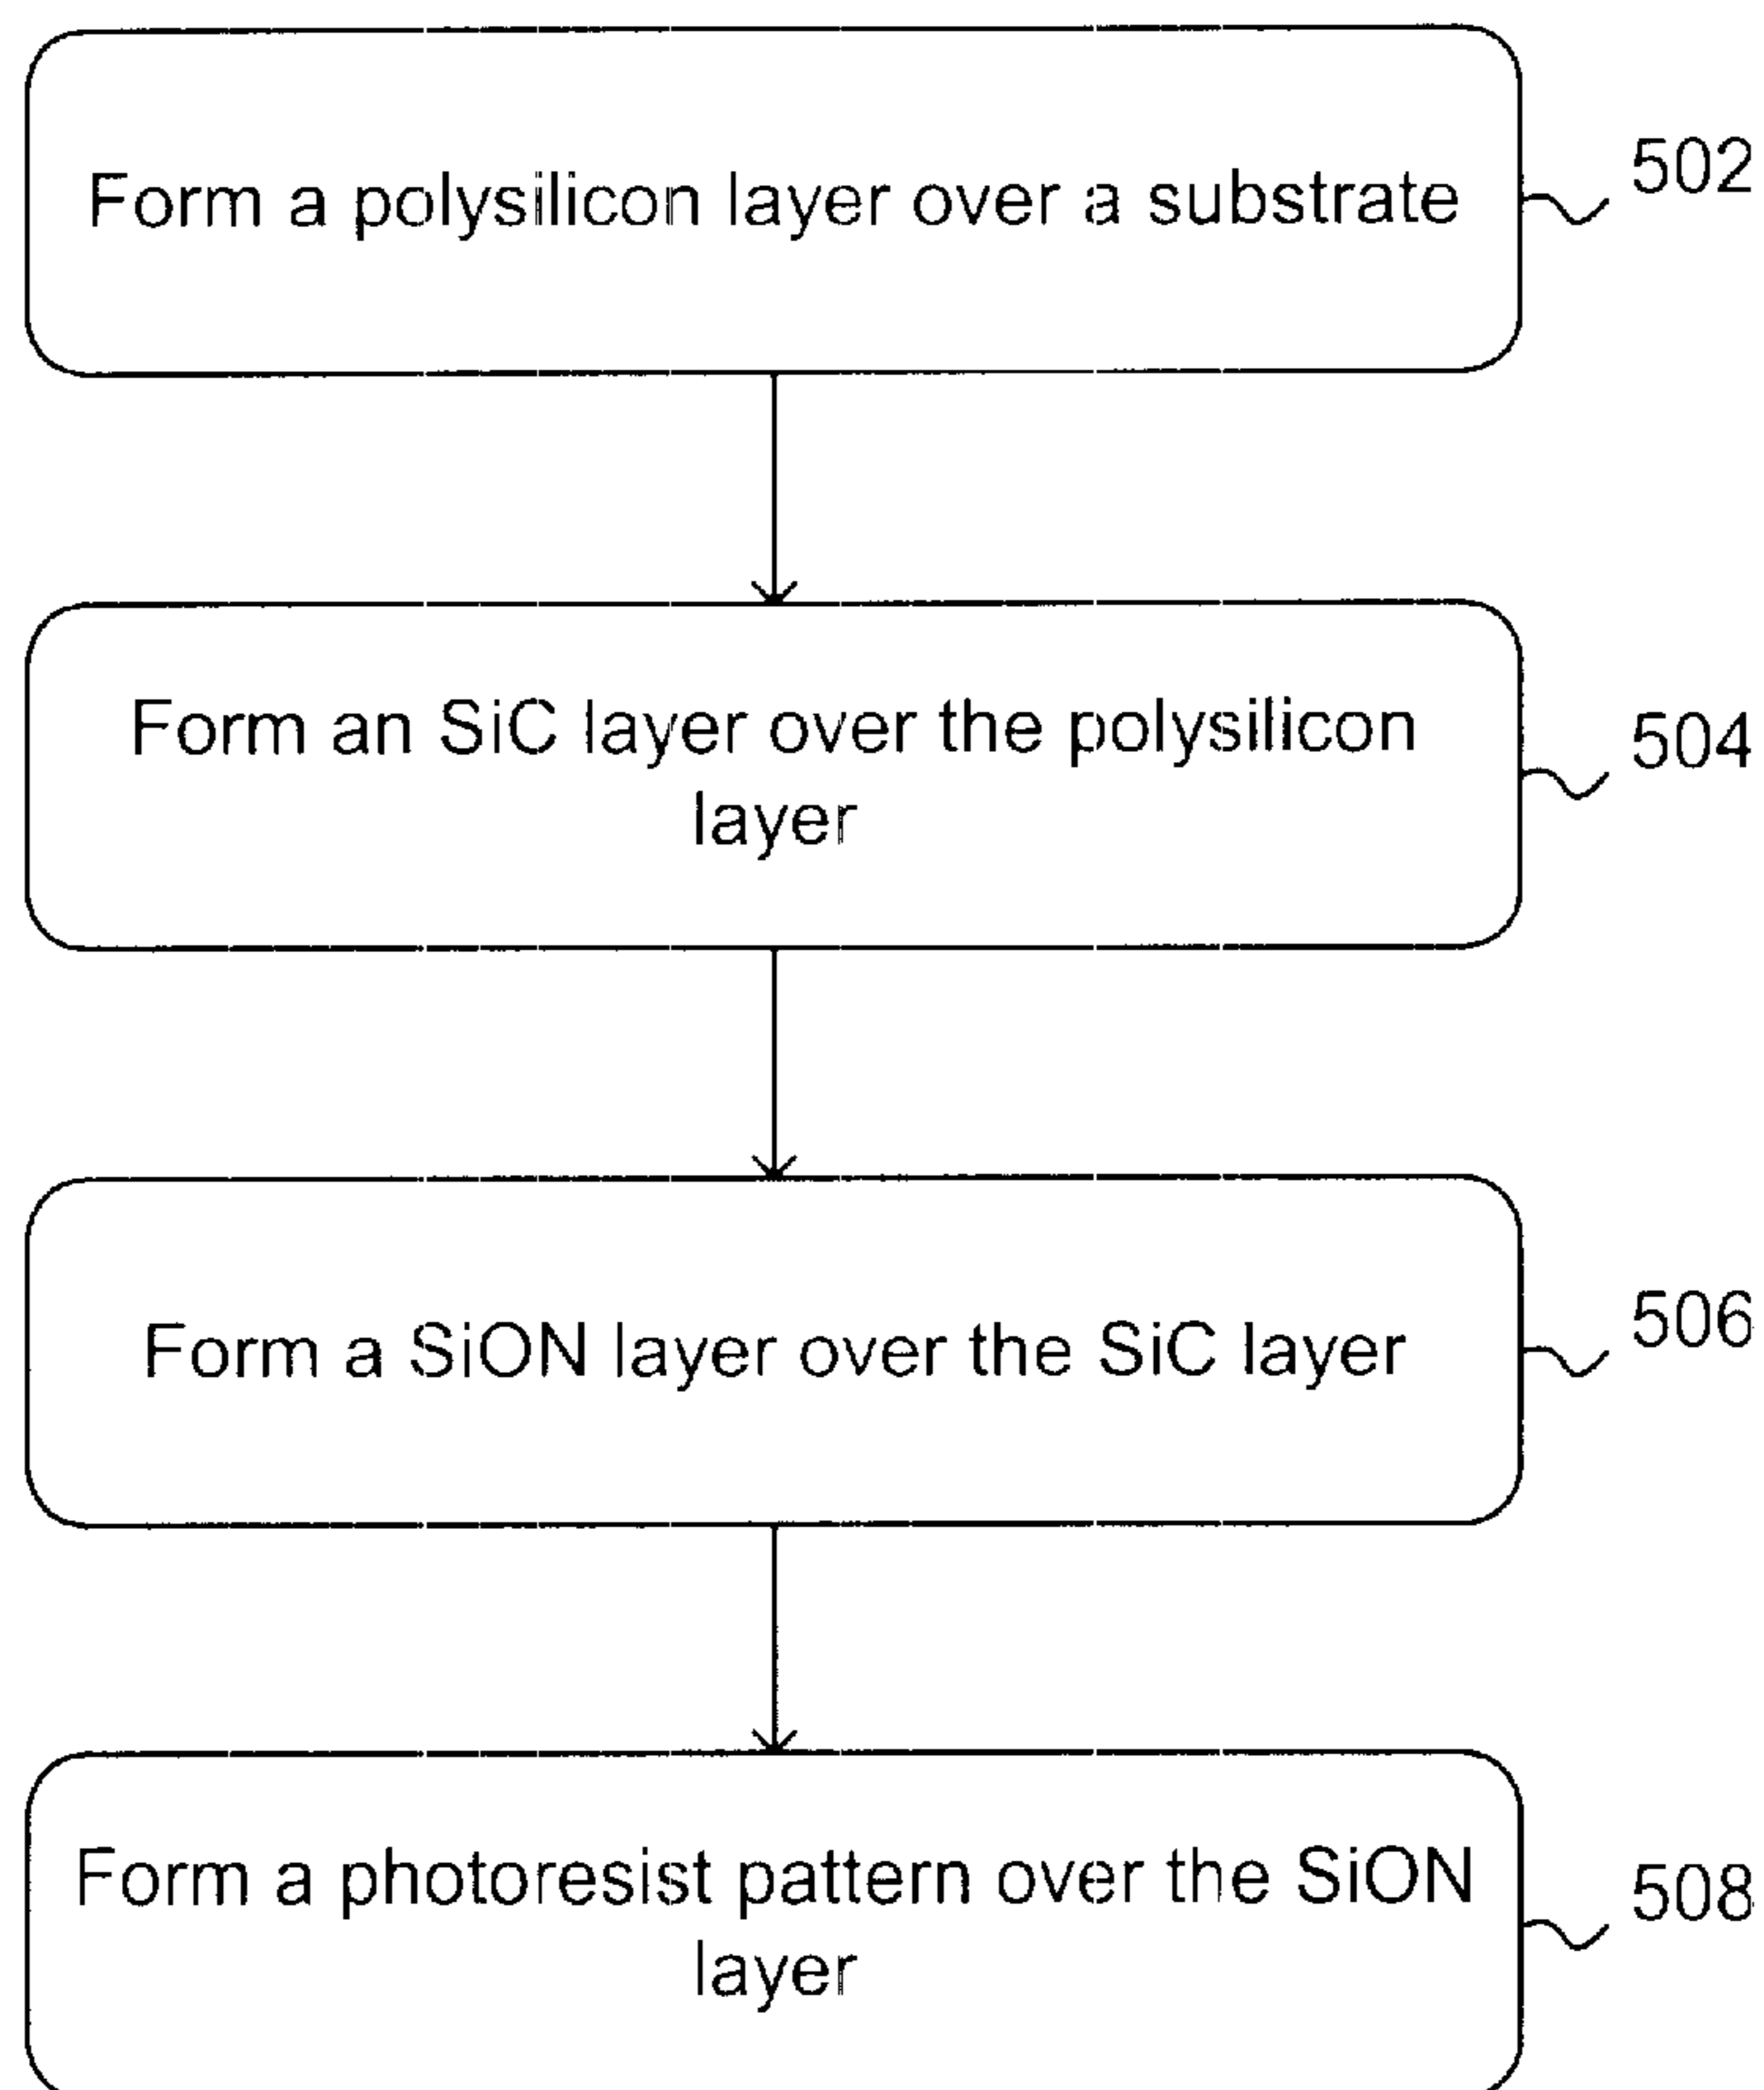 Form a polysilicon layer over a substrate
502
Form an SiC layer over the polysilicon
layer
504
Form a SiON layer over the SiC layer
506
Form a photoresist pattern over the SiON
layer
508